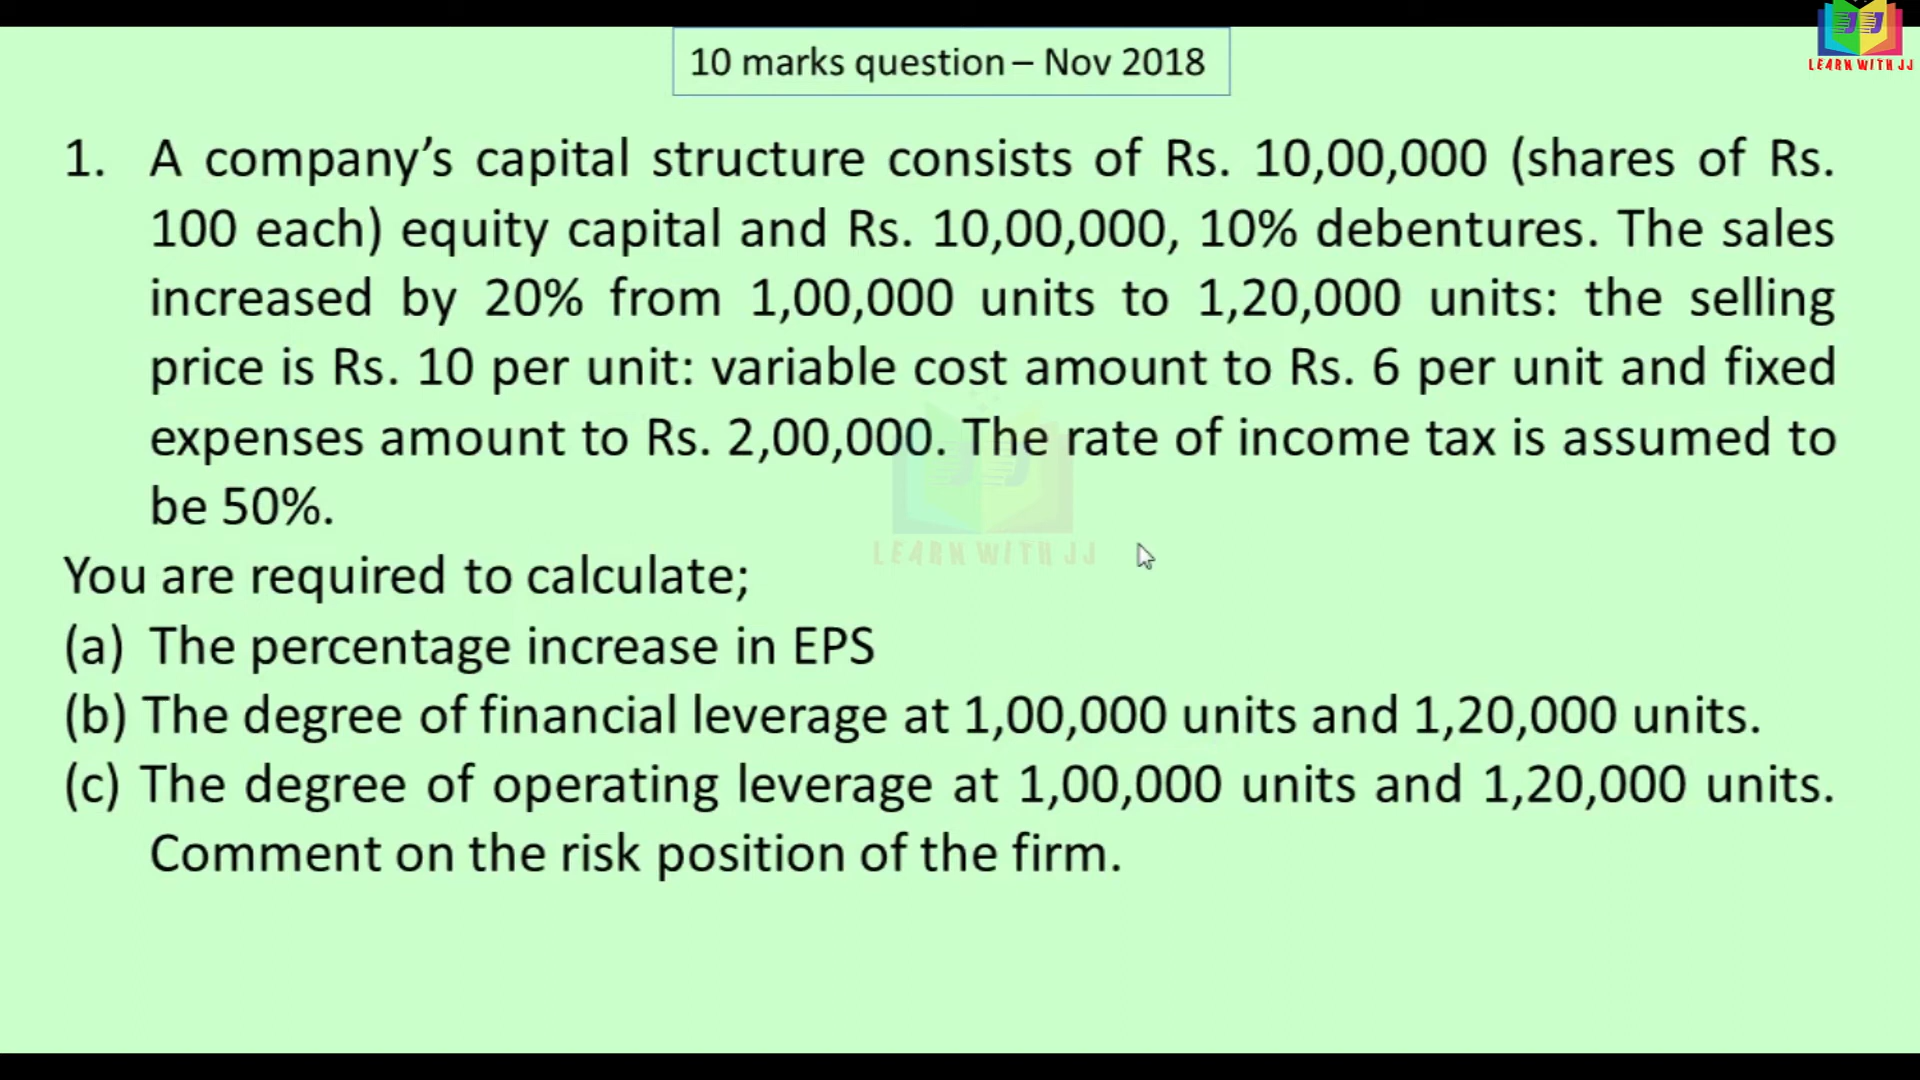 LEARN WITH JJ
10 marks question – Nov 2018
1. A company’s capital structure consists of Rs. 10,00,000 (shares of Rs.
100 each) equity capital and Rs. 10,00,000, 10% debentures. The sales
increased by 20% from 1,00,000 units to 1,20,000 units: the selling
price is Rs. 10 per unit: variable cost amount to Rs. 6 per unit and fixed
expenses amount to Rs. 2,00,000. The rate of income tax is assumed to
be 50%.
LEARN WITH JJ
You are required to calculate;
(a) The percentage increase in EPS
(b) The degree of financial leverage at 1,00,000 units and 1,20,000 units.
(c) The degree of operating leverage at 1,00,000 units and 1,20,000 units.
Comment on the risk position of the firm.